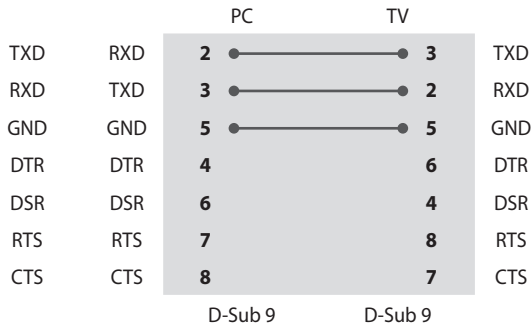 PC TV
TXD RXD 2 3 TXD
RXD TXD 3 2 RXD
GND GND 5 5 GND
DTR DTR 4 6 DTR
DSR DSR 6 4 DSR
RTS RTS 7 8 RTS
CTS CTS 8 7 CTS
D-Sub 9 D-Sub 9